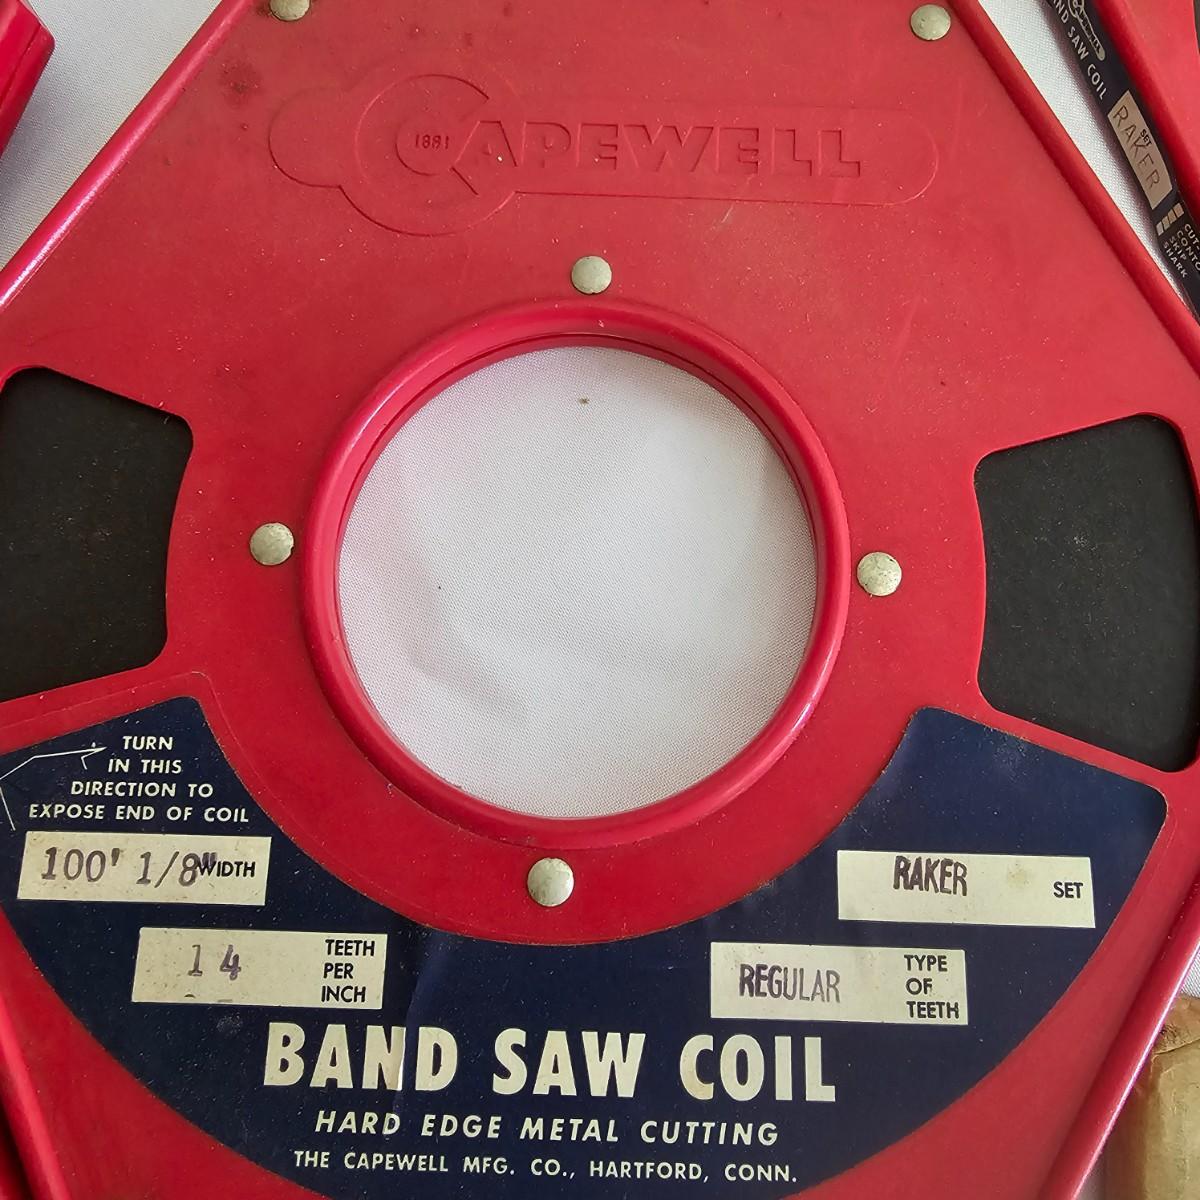 1881
CAPEWELL
TURN
IN THIS
DIRECTION TO
EXPOSE END OF COIL
100' 1/8" WIDTH
14 TEETH
PER
INCH
RAKER SET
REGULAR TYPE
OF
TEETH
BAND SAW COIL
HARD EDGE METAL CUTTING
THE CAPEWELL MFG. CO., HARTFORD, CONN.
SAW COIL
SET
RAKER
SKIP